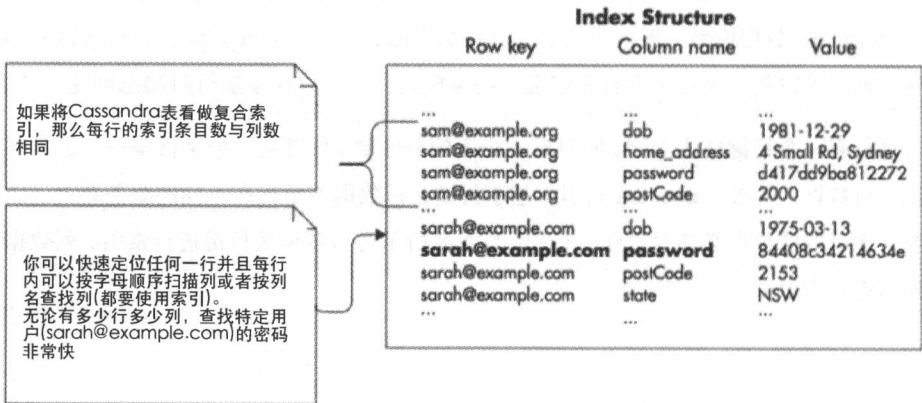 Index Structure
Row key Column name Value
如果将Cassandra表看做复合索
引，那么每行的索引条目数与列数
相同
... ... ...
sam@example.org dob 1981-12-29
sam@example.org home_address 4 Small Rd, Sydney
sam@example.org password d417dd9ba812272
sam@example.org postCode 2000
... ... ...
sarah@example.com dob 1975-03-13
sarah@example.com password 84408c34214634e
sarah@example.com postCode 2153
sarah@example.com state NSW
... ... ...
你可以快速定位任何一行并且每行
内可以按字母顺序扫描列或者按列
名查找列(都要使用索引)。
无论有多少行多少列，查找特定用
户(sarah@example.com)的密码
非常快